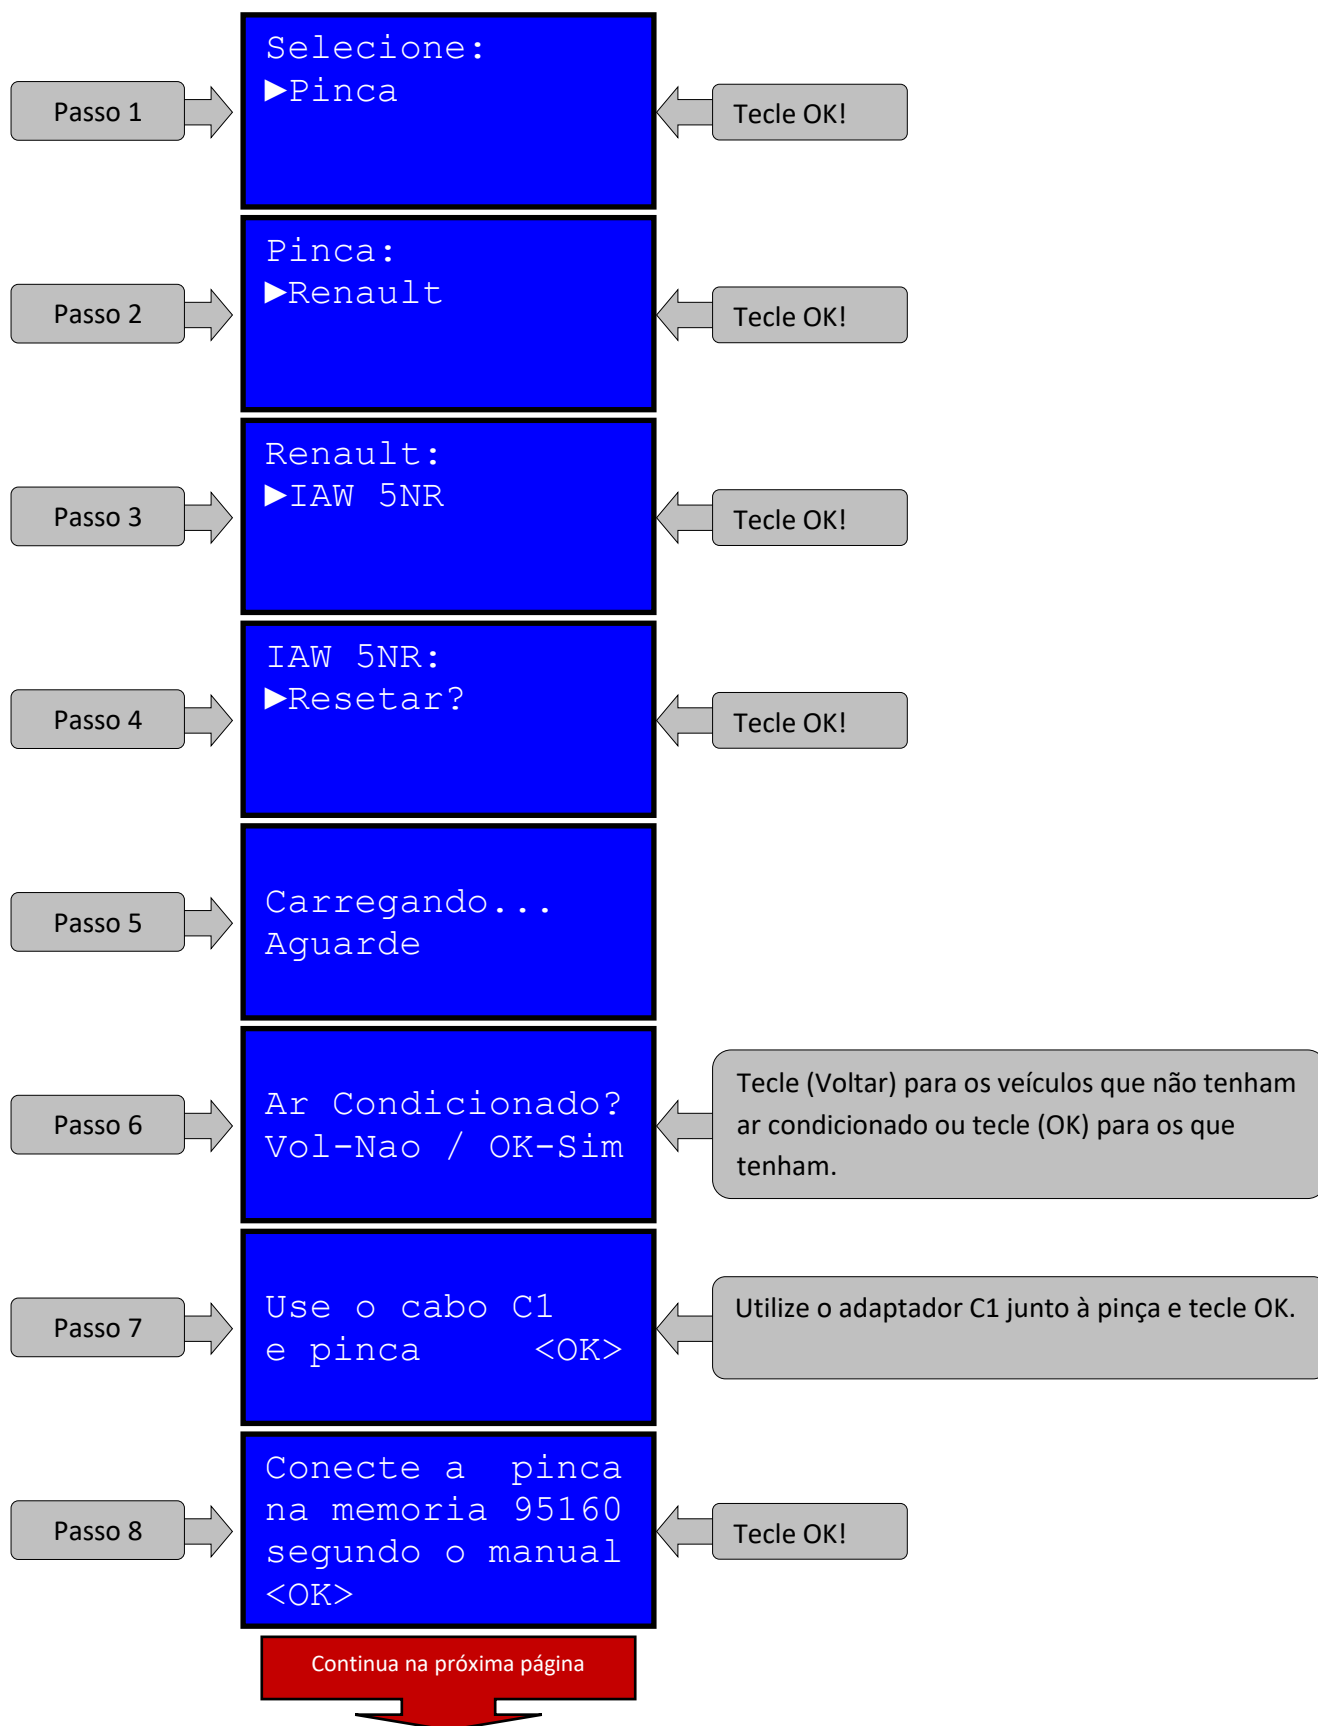 Passo 1
Selecione:
►Pinca
Tecle OK!
Passo 2
Pinca:
►Renault
Tecle OK!
Passo 3
Renault:
►IAW 5NR
Tecle OK!
Passo 4
IAW 5NR:
►Resetar?
Tecle OK!
Passo 5
Carregando...
Aguarde
Passo 6
Ar Condicionado?
Vol-Nao / OK-Sim
Tecle (Voltar) para os veículos que não tenham
ar condicionado ou tecle (OK) para os que
tenham.
Passo 7
Use o cabo C1
e pinca <OK>
Utilize o adaptador C1 junto à pinça e tecle OK.
Passo 8
Conecte a pinca
na memoria 95160
segundo o manual
<OK>
Tecle OK!
Continua na próxima página